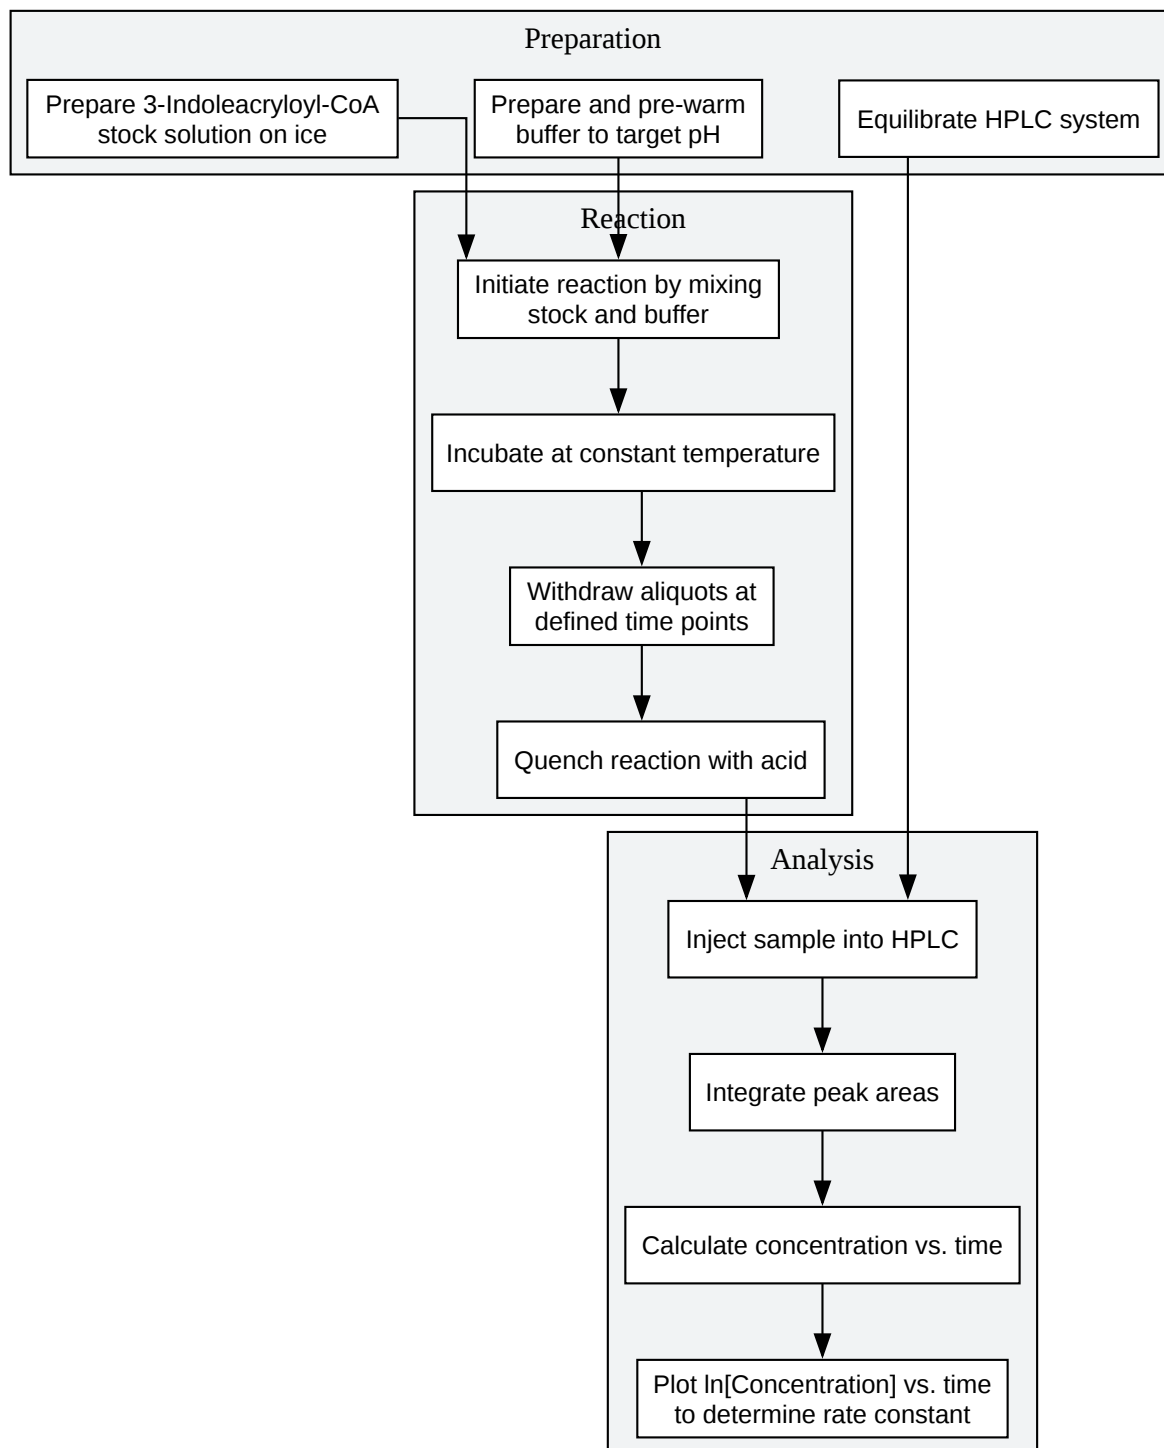 Preparation
Prepare 3-Indoleacryloyl-CoA
stock solution on ice
Prepare and pre-warm
buffer to target pH
Equilibrate HPLC system
Reaction
Initiate reaction by mixing
stock and buffer
Incubate at constant temperature
Withdraw aliquots at
defined time points
Quench reaction with acid
Analysis
Inject sample into HPLC
Integrate peak areas
Calculate concentration vs. time
Plot ln[Concentration] vs. time
to determine rate constant